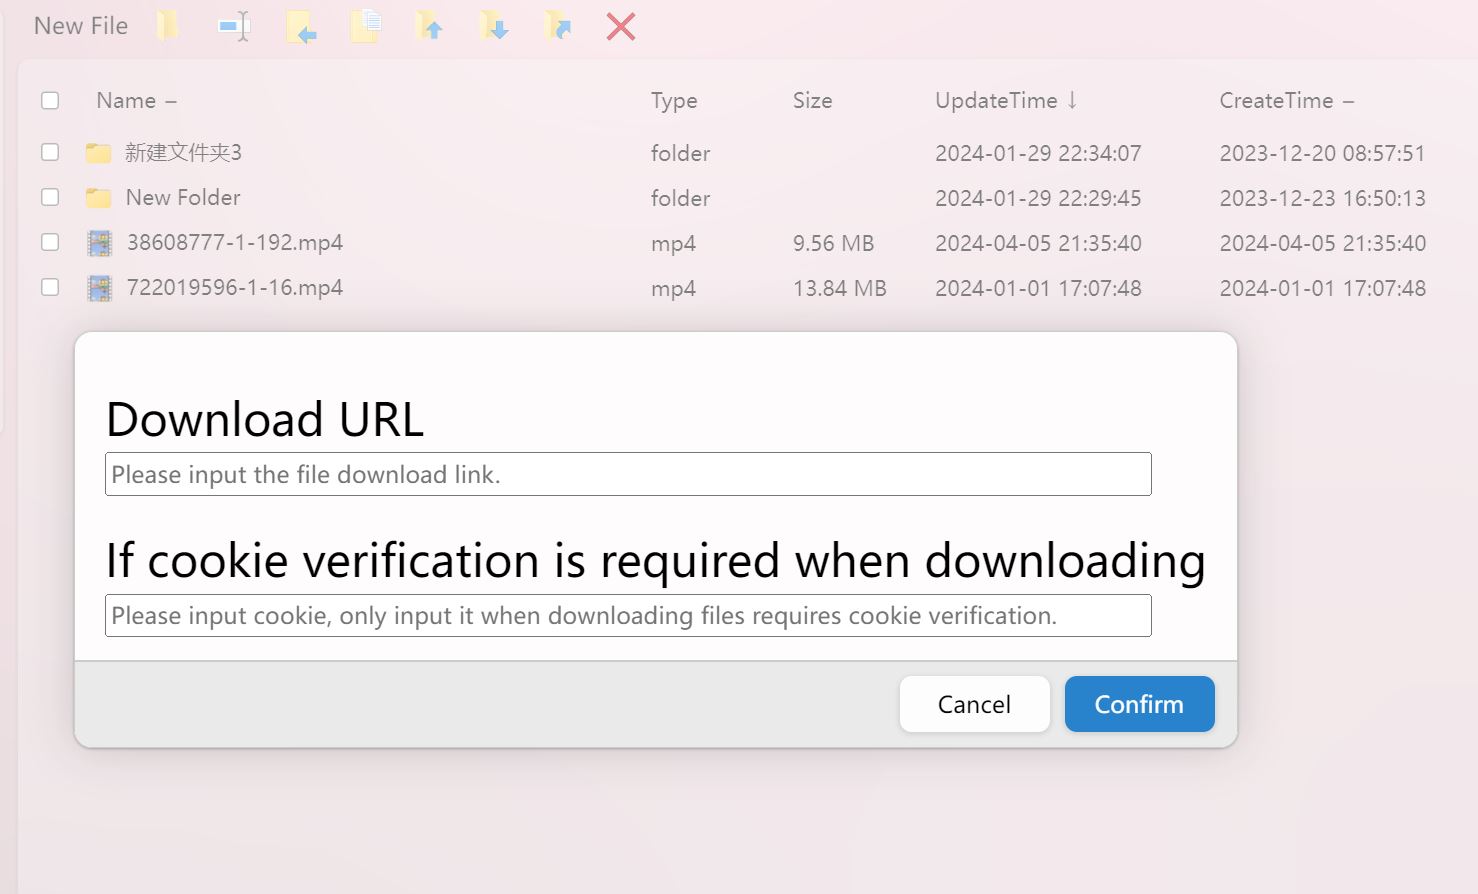 New File
Name – Type Size UpdateTime ↓ CreateTime –
新建文件夹3 folder 2024-01-29 22:34:07 2023-12-20 08:57:51
New Folder folder 2024-01-29 22:29:45 2023-12-23 16:50:13
38608777-1-192.mp4 mp4 9.56 MB 2024-04-05 21:35:40 2024-04-05 21:35:40
722019596-1-16.mp4 mp4 13.84 MB 2024-01-01 17:07:48 2024-01-01 17:07:48
Download URL
Please input the file download link.
If cookie verification is required when downloading
Please input cookie, only input it when downloading files requires cookie verification.
Cancel Confirm